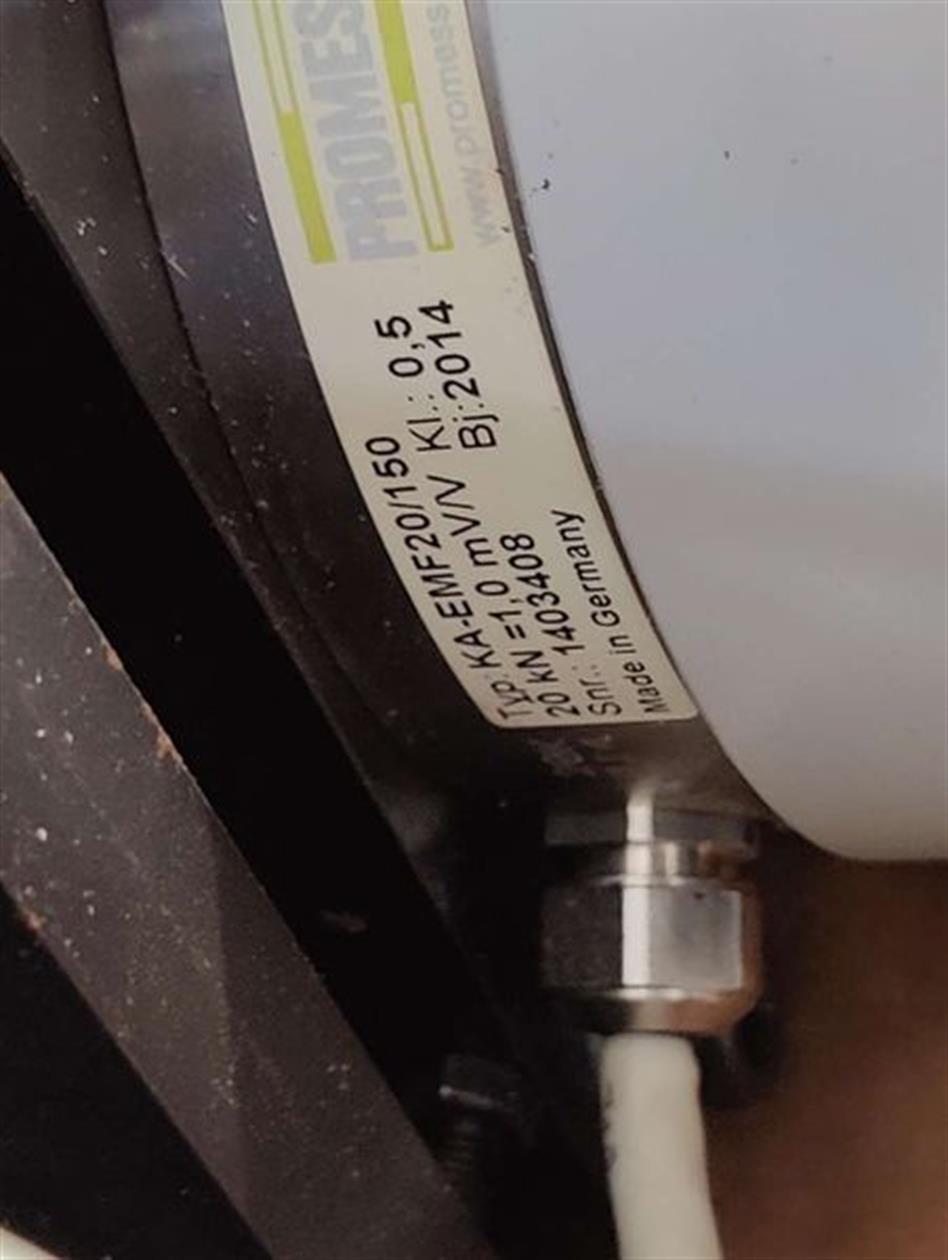 PROMES
www.promess
Typ: KA-EMF20/150
20 kN =1,0 mV/V Kl.: 0,5
Snr.: 1403408 Bj:2014
Made in Germany